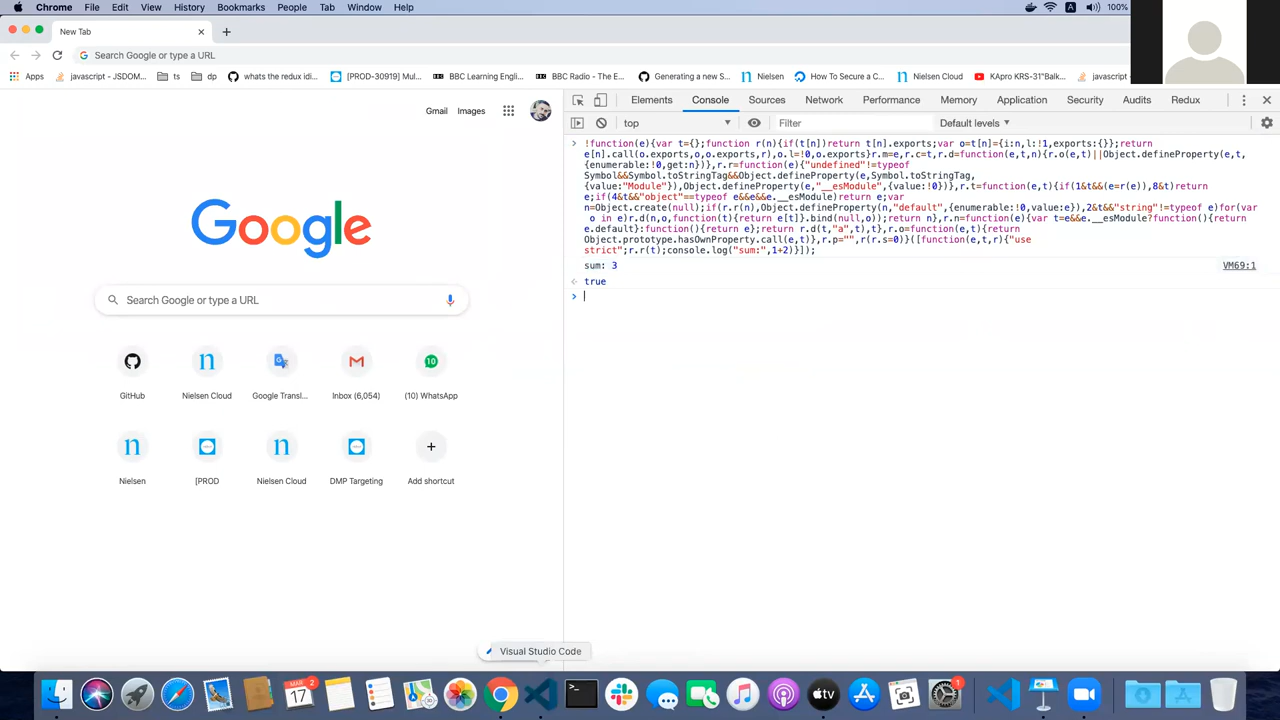 Chrome File Edit View History Bookmarks People Tab Window Help A 100%
New Tab
Search Google or type a URL
Apps javascript - JSDOM... ts dp whats the redux idi... [PROD-30919] Mul... BBC Learning Engli... BBC Radio - The E... Generating a new S... Nielsen How To Secure a C... Nielsen Cloud KApro KRS-31"Balk... javascript -
Elements Console Sources Network Performance Memory Application Security Audits Redux
Gmail Images
top Filter Default levels
!function(e){var t={};function r(n){if(t[n])return t[n].exports;var o=t[n]={i:n,l:!1,exports:{}};return
e[n].call(o.exports,o,o.exports,r),o.l=!0,o.exports}r.m=e,r.c=t,r.d=function(e,t,n){r.o(e,t)||Object.defineProperty(e,t,
{enumerable:!0,get:n})},r.r=function(e){"undefined"!=typeof
Symbol&&Symbol.toStringTag&&Object.defineProperty(e,Symbol.toStringTag,
{value:"Module"}),Object.defineProperty(e,"__esModule",{value:!0})},r.t=function(e,t){if(1&t&&(e=r(e)),8&t)return
e;if(4&t&&"object"==typeof e&&e&&e.__esModule)return e;var
n=Object.create(null);if(r.r(n),Object.defineProperty(n,"default",{enumerable:!0,value:e}),2&t&&"string"!=typeof e)for(var
o in e)r.d(n,o,function(t){return e[t]}.bind(null,o));return n},r.n=function(e){var t=e&&e.__esModule?function(){return
e.default}:function(){return e};return r.d(t,"a",t),t},r.o=function(e,t){return
Object.prototype.hasOwnProperty.call(e,t)},r.p="",r(r.s=0)}([function(e,t,r){"use
strict";r.r(t);console.log("sum:",1+2)}]);
sum: 3 VM69:1
true
Google
Search Google or type a URL
GitHub Nielsen Cloud Google Transl... Inbox (6,054) (10) WhatsApp
Nielsen [PROD Nielsen Cloud DMP Targeting Add shortcut
Visual Studio Code
MAR 2
17
tv
1